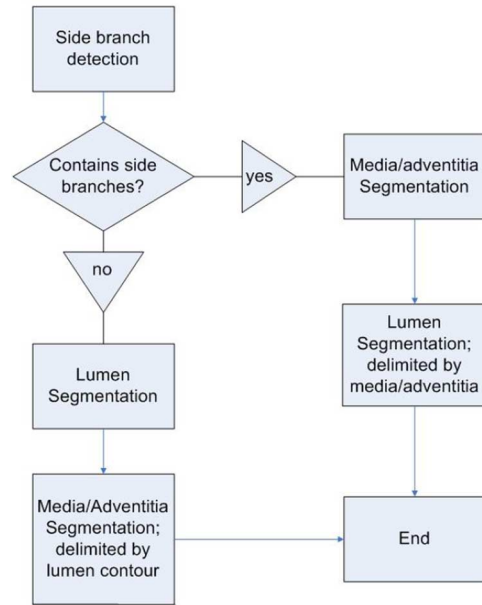 Side branch
detection
Contains side
branches?
yes
Media/adventitia
Segmentation
no
Lumen
Segmentation;
delimited by
media/adventitia
Lumen
Segmentation
Media/Adventitia
Segmentation;
delimited by
lumen contour
End